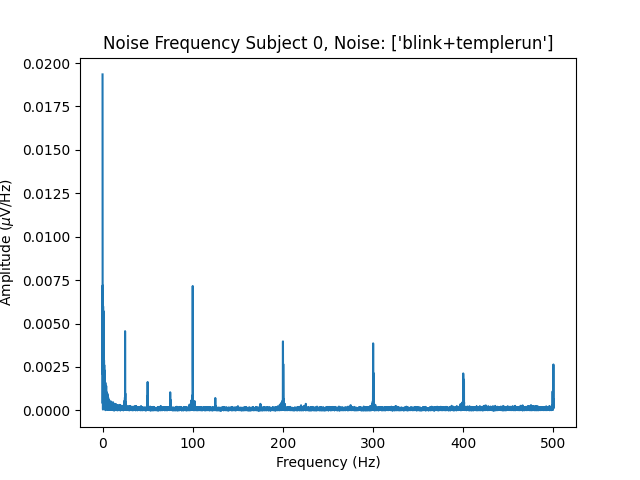 Noise Frequency Subject 0, Noise: ['blink+templerun']
0.0200
0.0175
0.0150
0.0125
0.0100
0.0075
0.0050
0.0025
0.0000
Amplitude (μV/Hz)
0 100 200 300 400 500
Frequency (Hz)